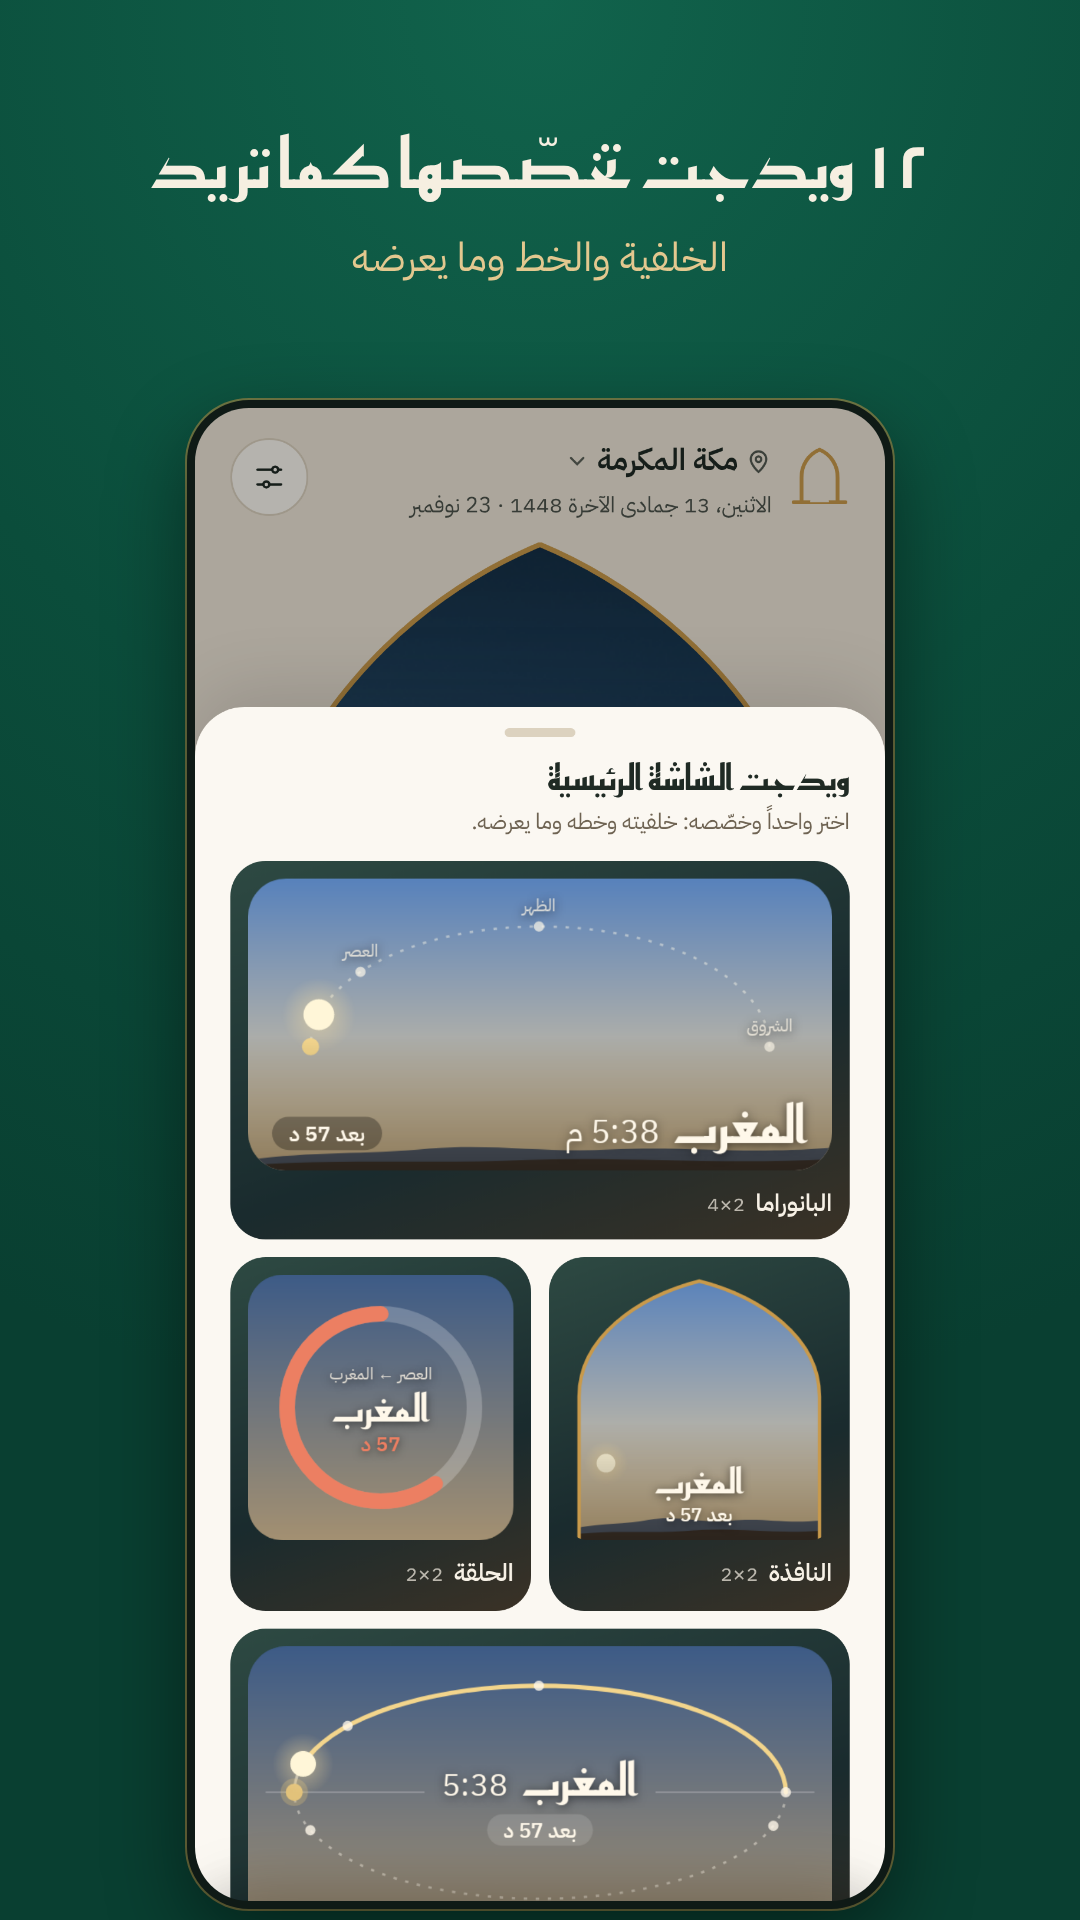 ١٢ ويدجت تخصّصها كما تريد
الخلفية والخط وما يعرضه
مكة المكرمة
الاثنين، 13 جمادى الآخرة 1448 · 23 نوفمبر
ويدجت الشاشة الرئيسية
اختر واحداً وخصّصه: خلفيته وخطه وما يعرضه.
الظهر
العصر
الشروق
المغرب 5:38 م
بعد 57 د
البانوراما 4×2
المغرب
بعد 57 د
النافذة 2×2
العصر ← المغرب
المغرب
57 د
الحلقة 2×2
المغرب 5:38
بعد 57 د